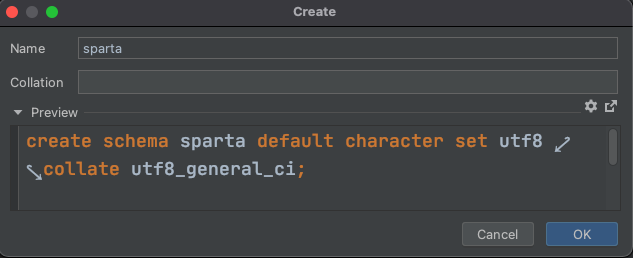 Create
Name sparta
Collation
Preview
create schema sparta default character set utf8
collate utf8_general_ci;
Cancel OK